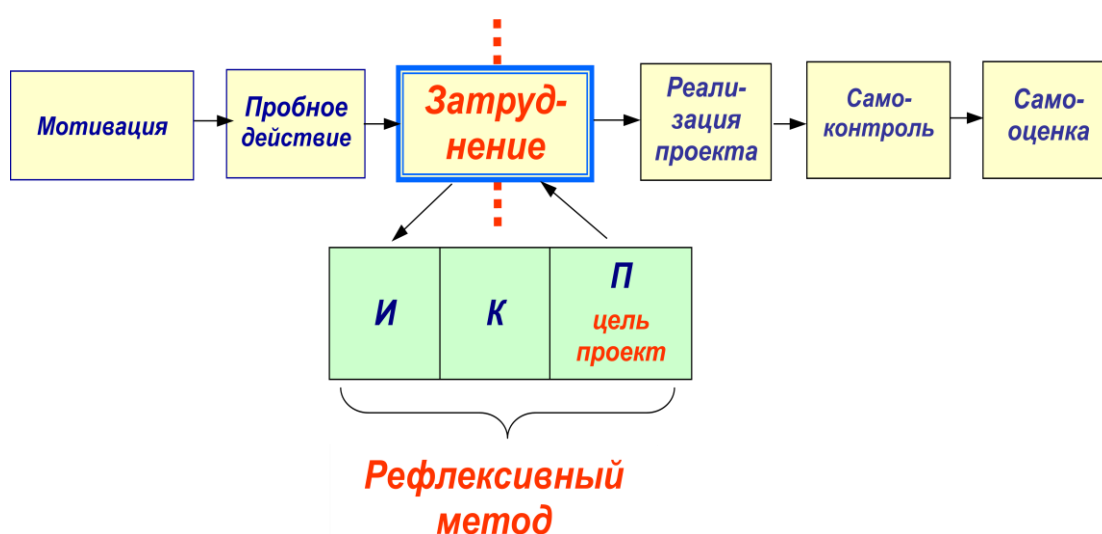 Мотивация
Пробное
действие
Затруд-
нение
Реали-
зация
проекта
Само-
контроль
Само-
оценка
И
К
П
цель
проект
Рефлексивный
метод